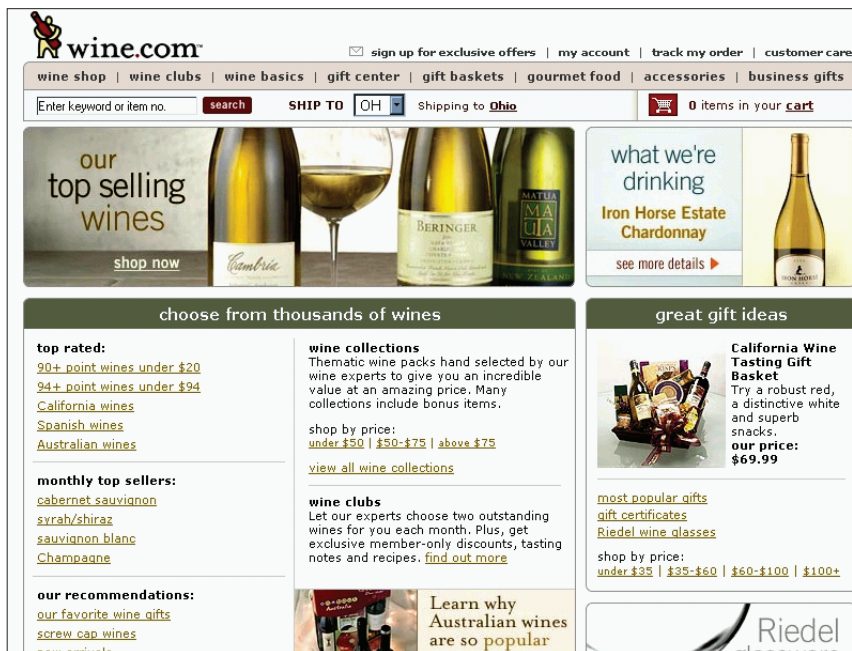 wine.com
sign up for exclusive offers | my account | track my order | customer care
wine shop | wine clubs | wine basics | gift center | gift baskets | gourmet food | accessories | business gifts
Enter keyword or item no. search SHIP TO OH Shipping to Ohio 0 items in your cart
our
top selling
wines
shop now
Cambria
BERINGER
MATUA
MA
UA
VALLEY
NEW ZEALAND
what we're
drinking
Iron Horse Estate
Chardonnay
see more details
IRON HORSE
choose from thousands of wines
top rated:
90+ point wines under $20
94+ point wines under $94
California wines
Spanish wines
Australian wines
monthly top sellers:
cabernet sauvignon
syrah/shiraz
sauvignon blanc
Champagne
our recommendations:
our favorite wine gifts
screw cap wines
new arrivals
wine collections
Thematic wine packs hand selected by our
wine experts to give you an incredible
value at an amazing price. Many
collections include bonus items.
shop by price:
under $50 | $50-$75 | above $75
view all wine collections
wine clubs
Let our experts choose two outstanding
wines for you each month. Plus, get
exclusive member-only discounts, tasting
notes and recipes. find out more
Australia
Learn why
Australian wines
are so popular
great gift ideas
California Wine
Tasting Gift
Basket
Try a robust red,
a distinctive white
and superb
snacks.
our price:
$69.99
most popular gifts
gift certificates
Riedel wine glasses
shop by price:
under $35 | $35-$60 | $60-$100 | $100+
Riedel
glassware